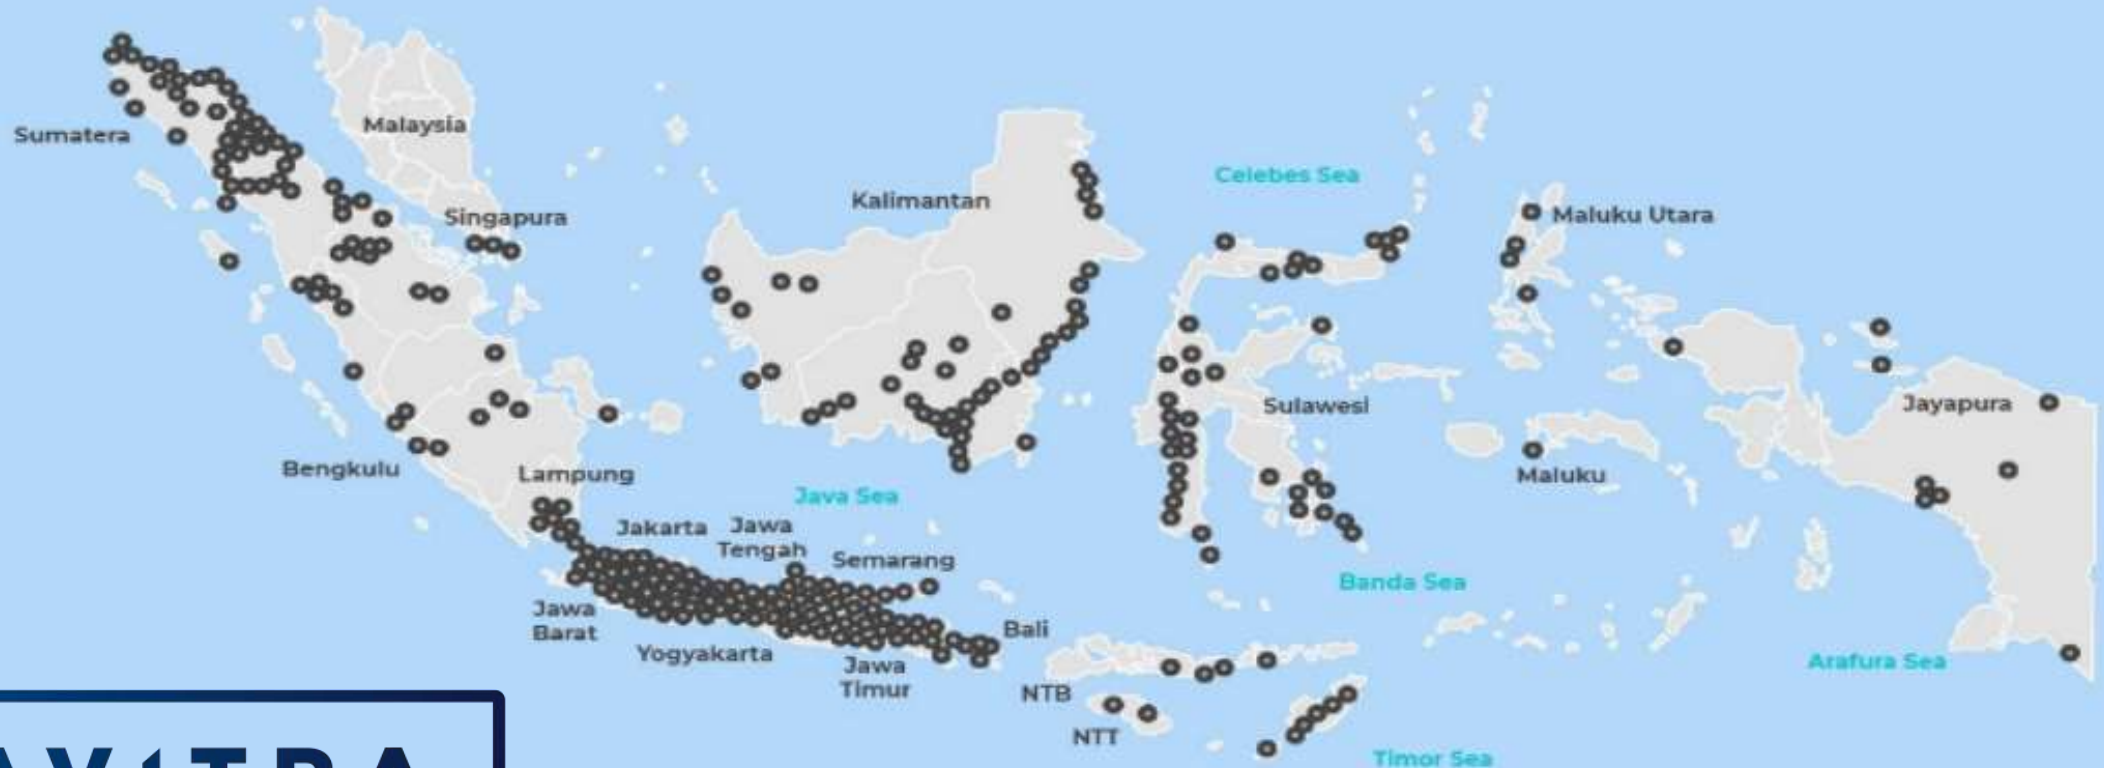 Malaysia
Sumatera
Kalimantan
Celebes Sea
Singapura
Maluku Utara
Sulawesi
Jayapura
Bengkulu
Lampung
Maluku
Java Sea
Jakarta
Jawa
Tengah
Semarang
Banda Sea
Jawa
Barat
Bali
Yogyakarta
Jawa
Timur
Arafura Sea
NTB
NTT
Timor Sea